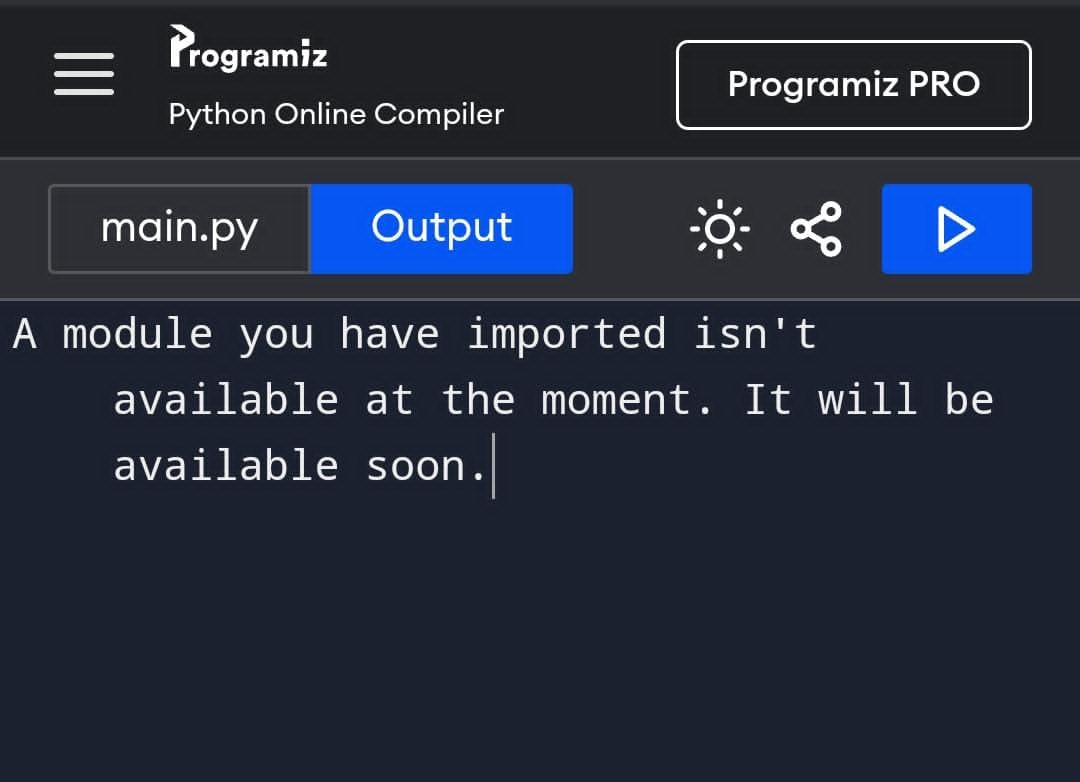 Programiz
Python Online Compiler
Programiz PRO
main.py
Output
A module you have imported isn't
available at the moment. It will be
available soon.